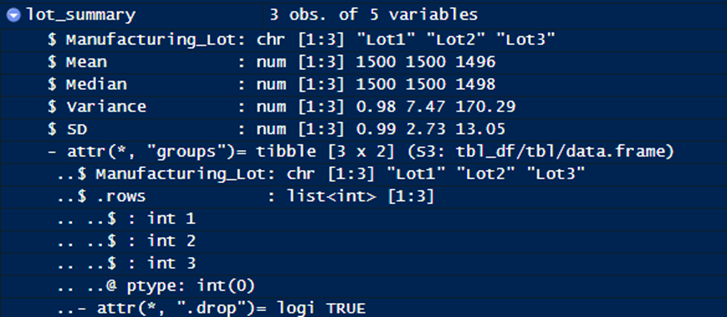 lot_summary 3 obs. of 5 variables
$ Manufacturing_Lot: chr [1:3] "Lot1" "Lot2" "Lot3"
$ Mean : num [1:3] 1500 1500 1496
$ Median : num [1:3] 1500 1500 1498
$ Variance : num [1:3] 0.98 7.47 170.29
$ SD : num [1:3] 0.99 2.73 13.05
- attr(*, "groups")= tibble [3 x 2] (S3: tbl_df/tbl/data.frame)
..$ Manufacturing_Lot: chr [1:3] "Lot1" "Lot2" "Lot3"
..$ .rows : list<int> [1:3]
.. ..$ : int 1
.. ..$ : int 2
.. ..$ : int 3
.. ..@ ptype: int(0)
..- attr(*, ".drop")= logi TRUE